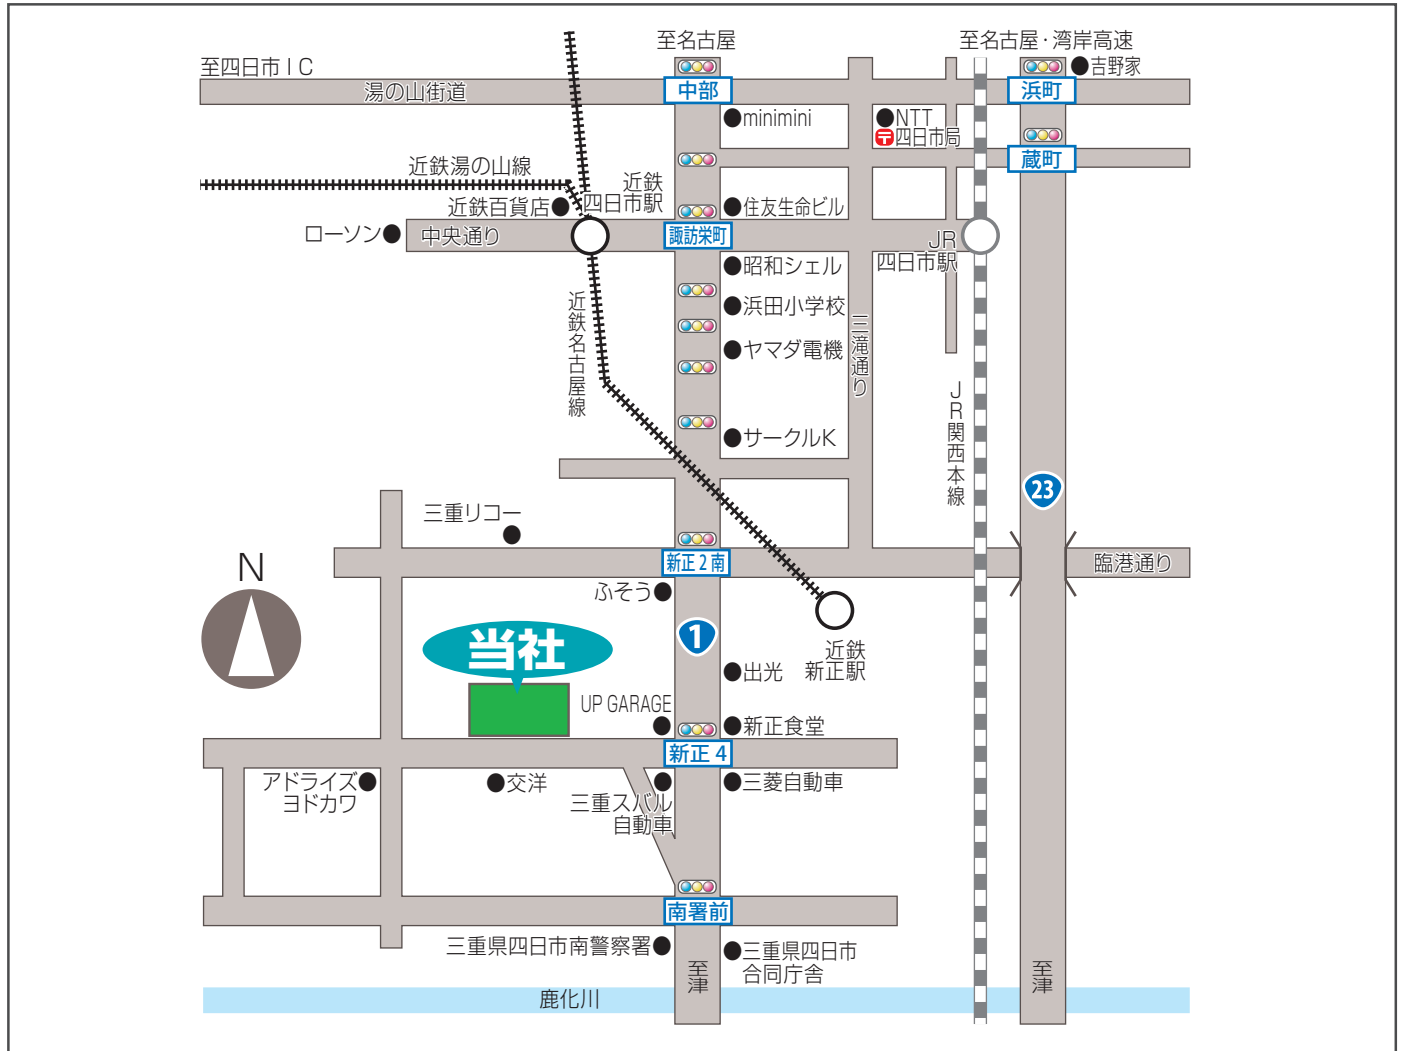 至名古屋
至名古屋・湾岸高速
至四日市IC
吉野家
湯の山街道
中部
浜町
minimini
NTT
〒四日市局
蔵町
近鉄湯の山線
近鉄
四日市駅
近鉄百貨店
住友生命ビル
ローソン
中央通り
諏訪栄町
JR
四日市駅
昭和シェル
近鉄名古屋線
浜田小学校
三滝通り
ヤマダ電機
JR関西本線
サークルK
23
三重リコー
新正2南
臨港通り
N
ふそう
1
当社
近鉄
新正駅
出光
UP GARAGE
新正食堂
新正4
アドライズ
ヨドカワ
交洋
三重スバル
自動車
三菱自動車
南署前
三重県四日市南警察署
三重県四日市
合同庁舎
至津
至津
鹿化川